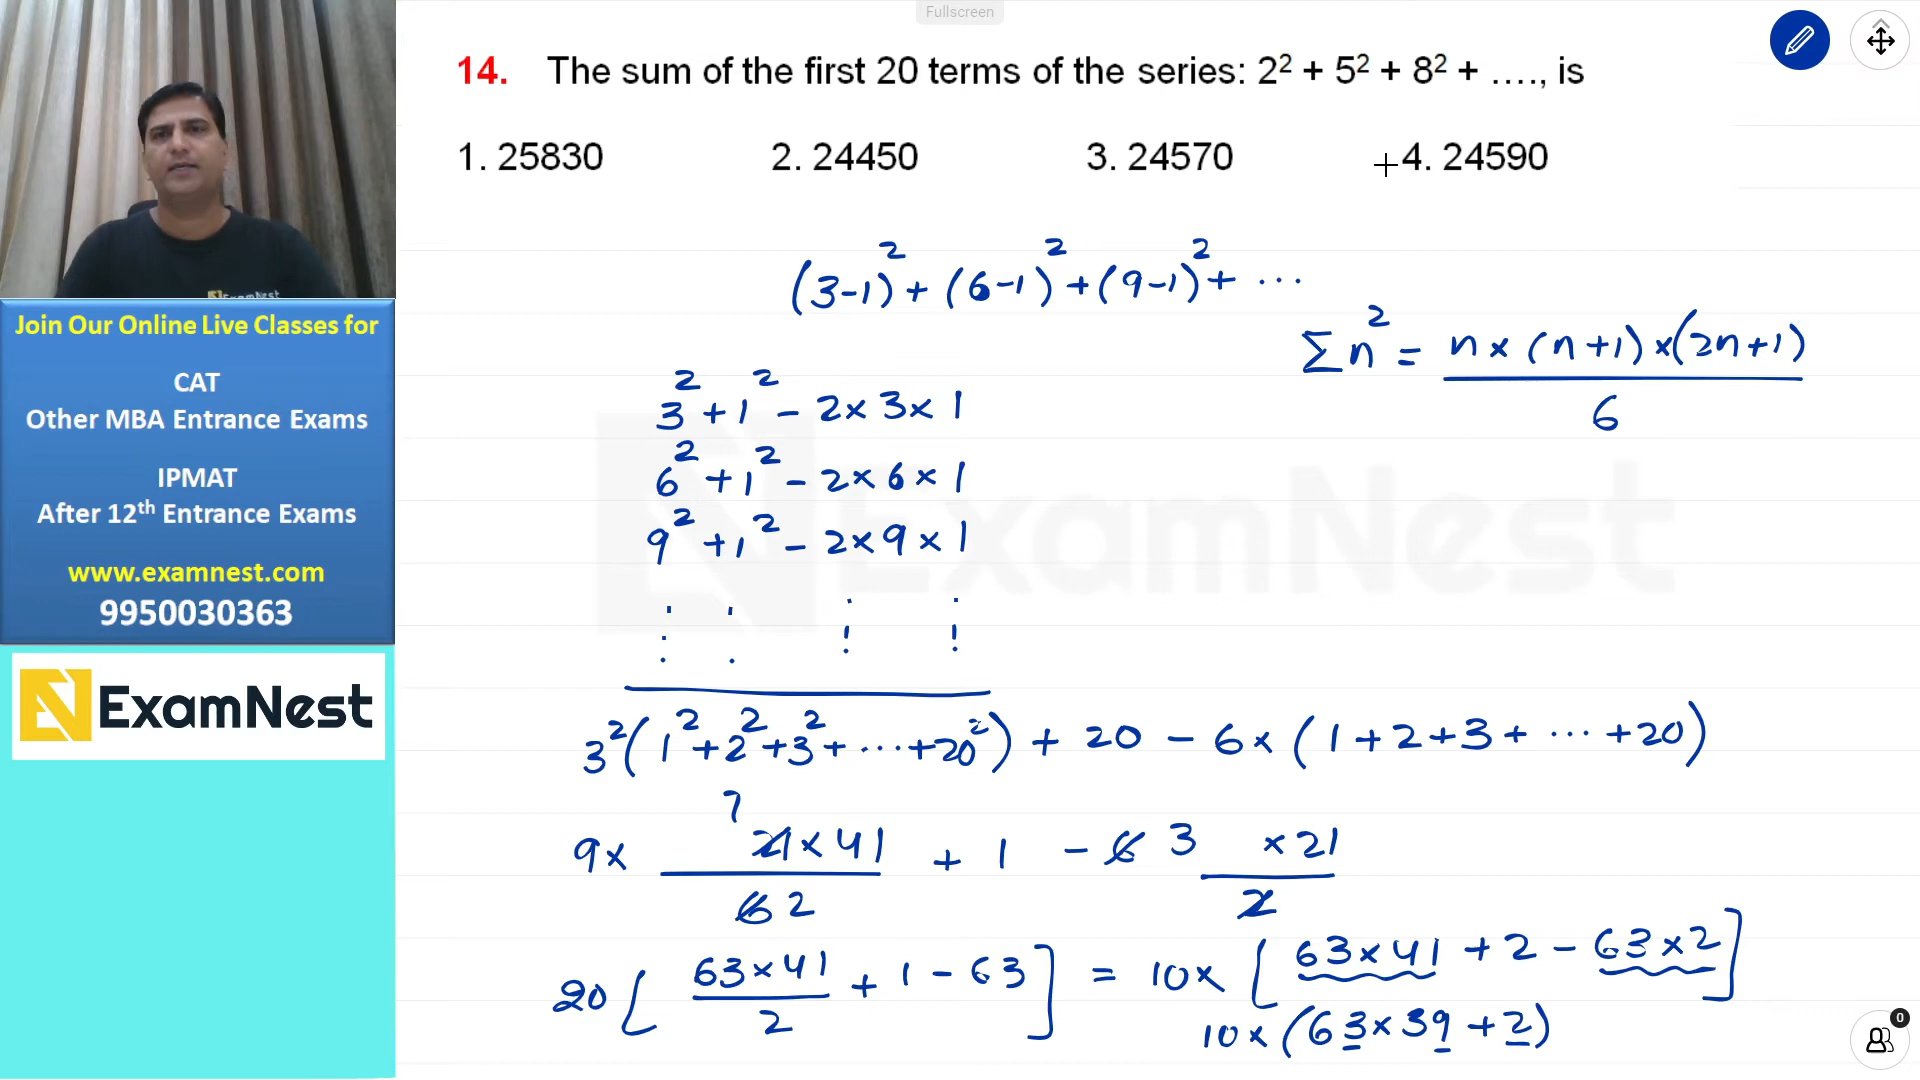 Fullscreen
14. The sum of the first 20 terms of the series: 2² + 5² + 8² + ...., is
1. 25830 2. 24450 3. 24570 4. 24590
(3-1)² + (6-1)² + (9-1)² + ...
Σn² = n × (n+1) × (2n+1) / 6
3² + 1² - 2 × 3 × 1
6² + 1² - 2 × 6 × 1
9² + 1² - 2 × 9 × 1
3² ( 1² + 2² + 3² + ... + 20² ) + 20 - 6 × ( 1 + 2 + 3 + ... + 20 )
7
9 × 21 × 41 / 6 2 + 1 - 6 3 × 21 / 2
20 [ 63 × 41 / 2 + 1 - 63 ] = 10 × [ 63 × 41 + 2 - 63 × 2 ]
10 × ( 63 × 39 + 2 )
Join Our Online Live Classes for
CAT
Other MBA Entrance Exams
IPMAT
After 12th Entrance Exams
www.examnest.com
9950030363
ExamNest
ExamNest
ExamNest
0